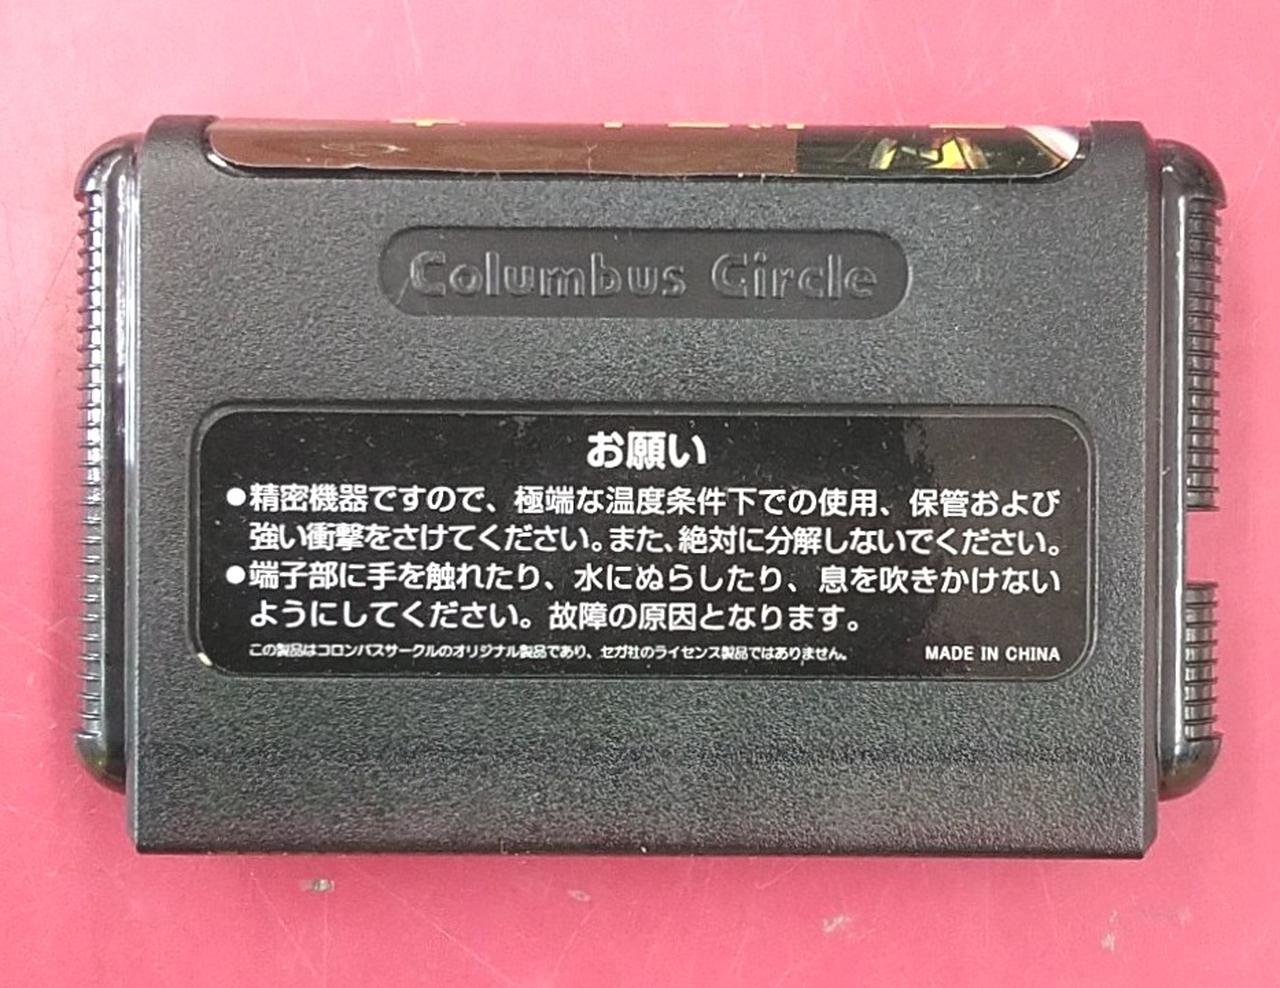 Columbus Circle
お願い
●精密機器ですので、極端な温度条件下での使用、保管および
強い衝撃をさけてください。また、絶対に分解しないでください。
●端子部に手を触れたり、水にぬらしたり、息を吹きかけない
ようにしてください。故障の原因となります。
この製品はコロンバスサークルのオリジナル製品であり、セガ社のライセンス製品ではありません。 MADE IN CHINA